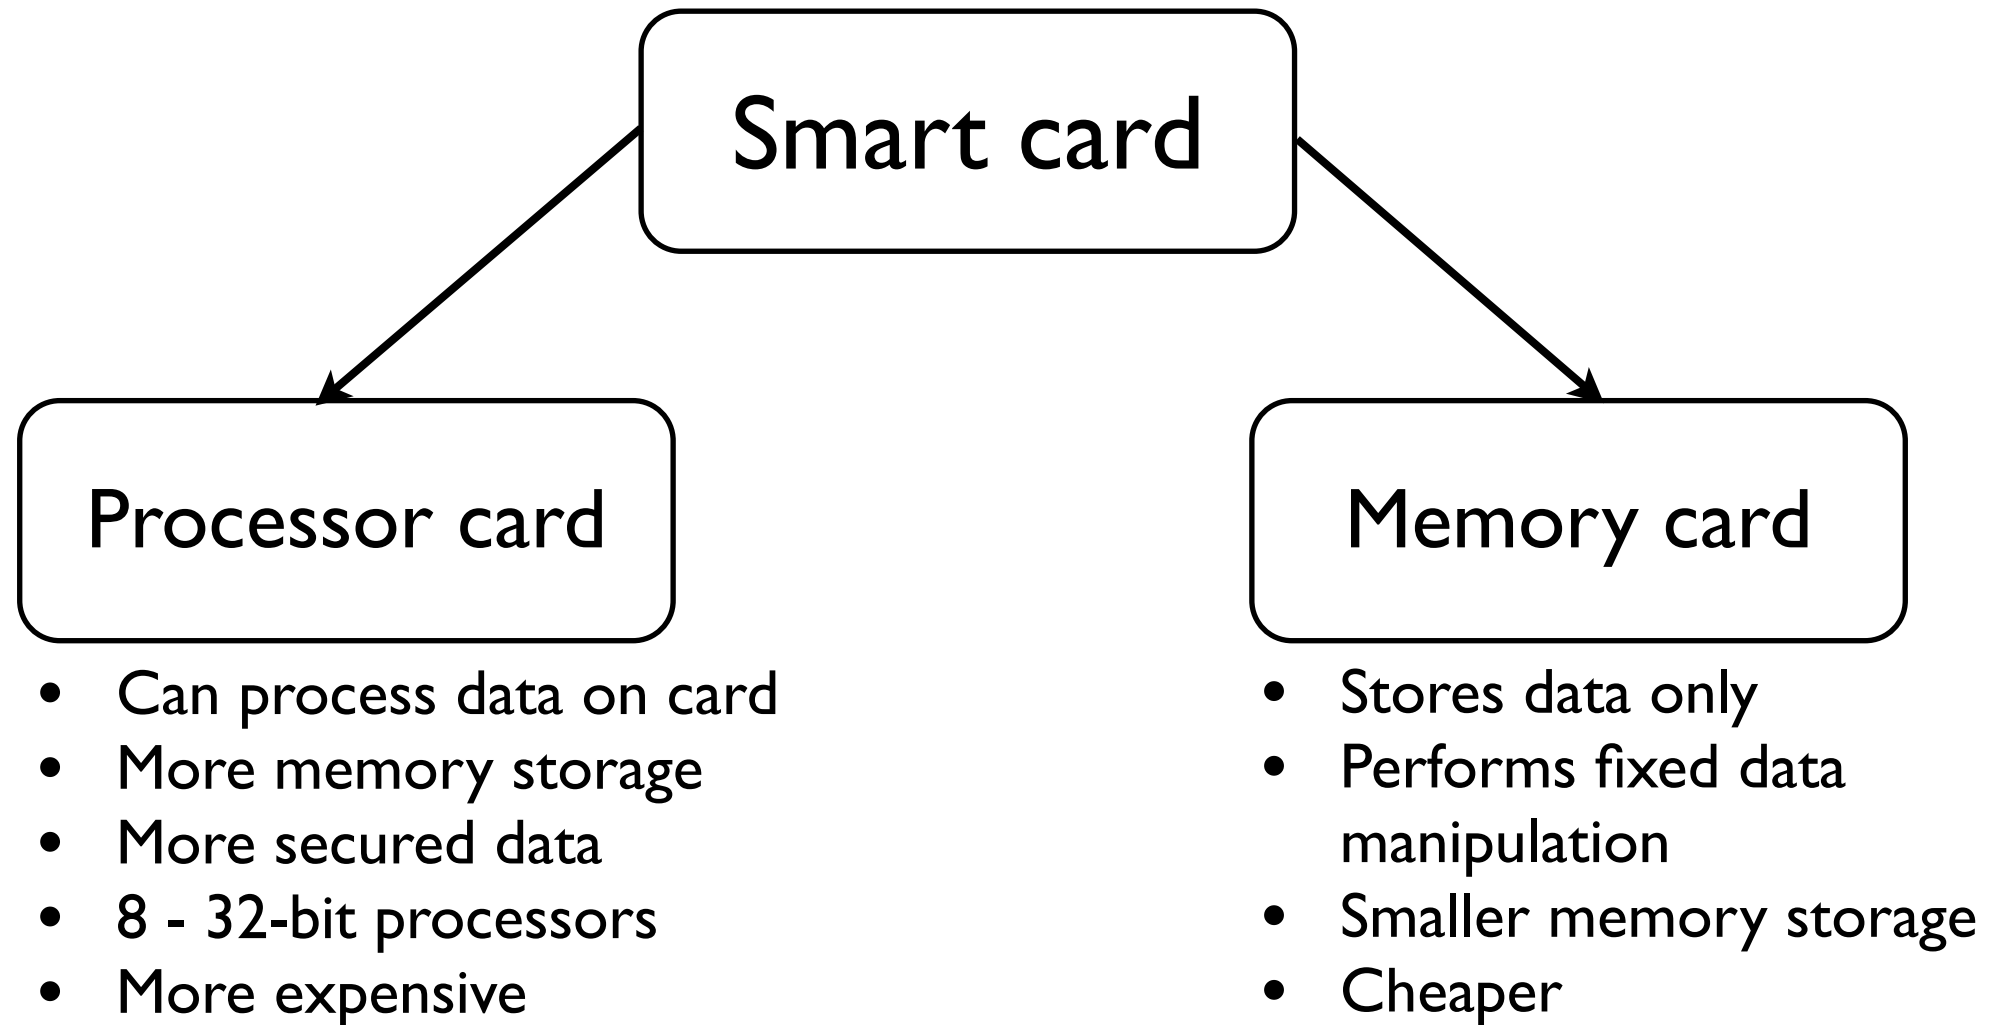 Smart card
Processor card
• Can process data on card
• More memory storage
• More secured data
• 8 - 32-bit processors
• More expensive
Memory card
• Stores data only
• Performs fixed data
manipulation
• Smaller memory storage
• Cheaper